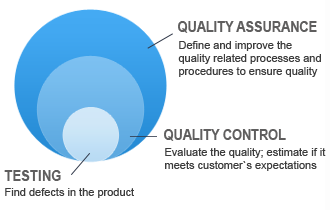 QUALITY ASSURANCE
Define and improve the
quality related processes and
procedures to ensure quality
QUALITY CONTROL
Evaluate the quality; estimate if it
meets customer`s expectations
TESTING
Find defects in the product